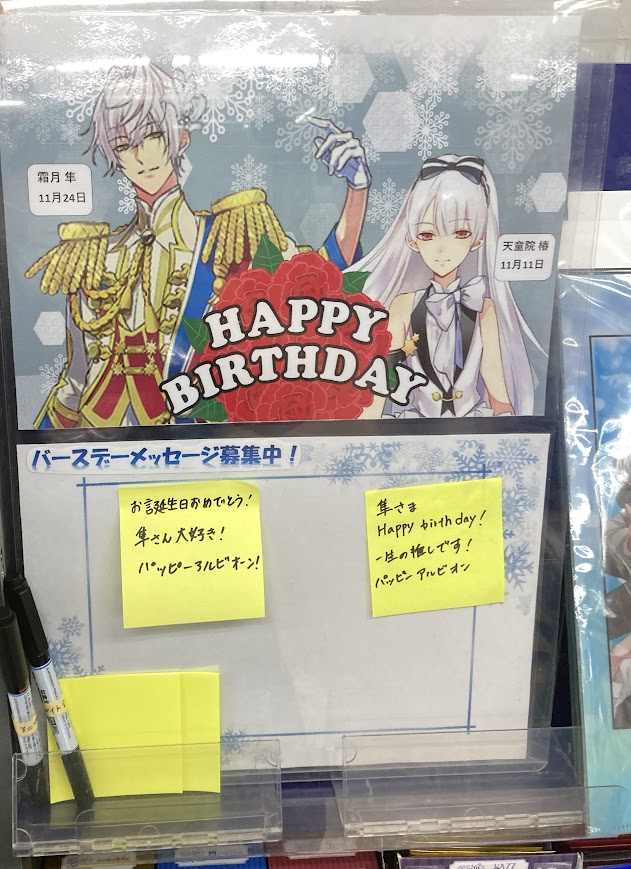 霜月 隼
11月24日
天童院 椿
11月11日
HAPPY
BIRTHDAY
バースデーメッセージ募集中！
お誕生日おめでとう！
隼さん大好き！
パッピーアルビオーン！
隼さま
Happy birthday！
一生の推しです！
パッピーアルビオン